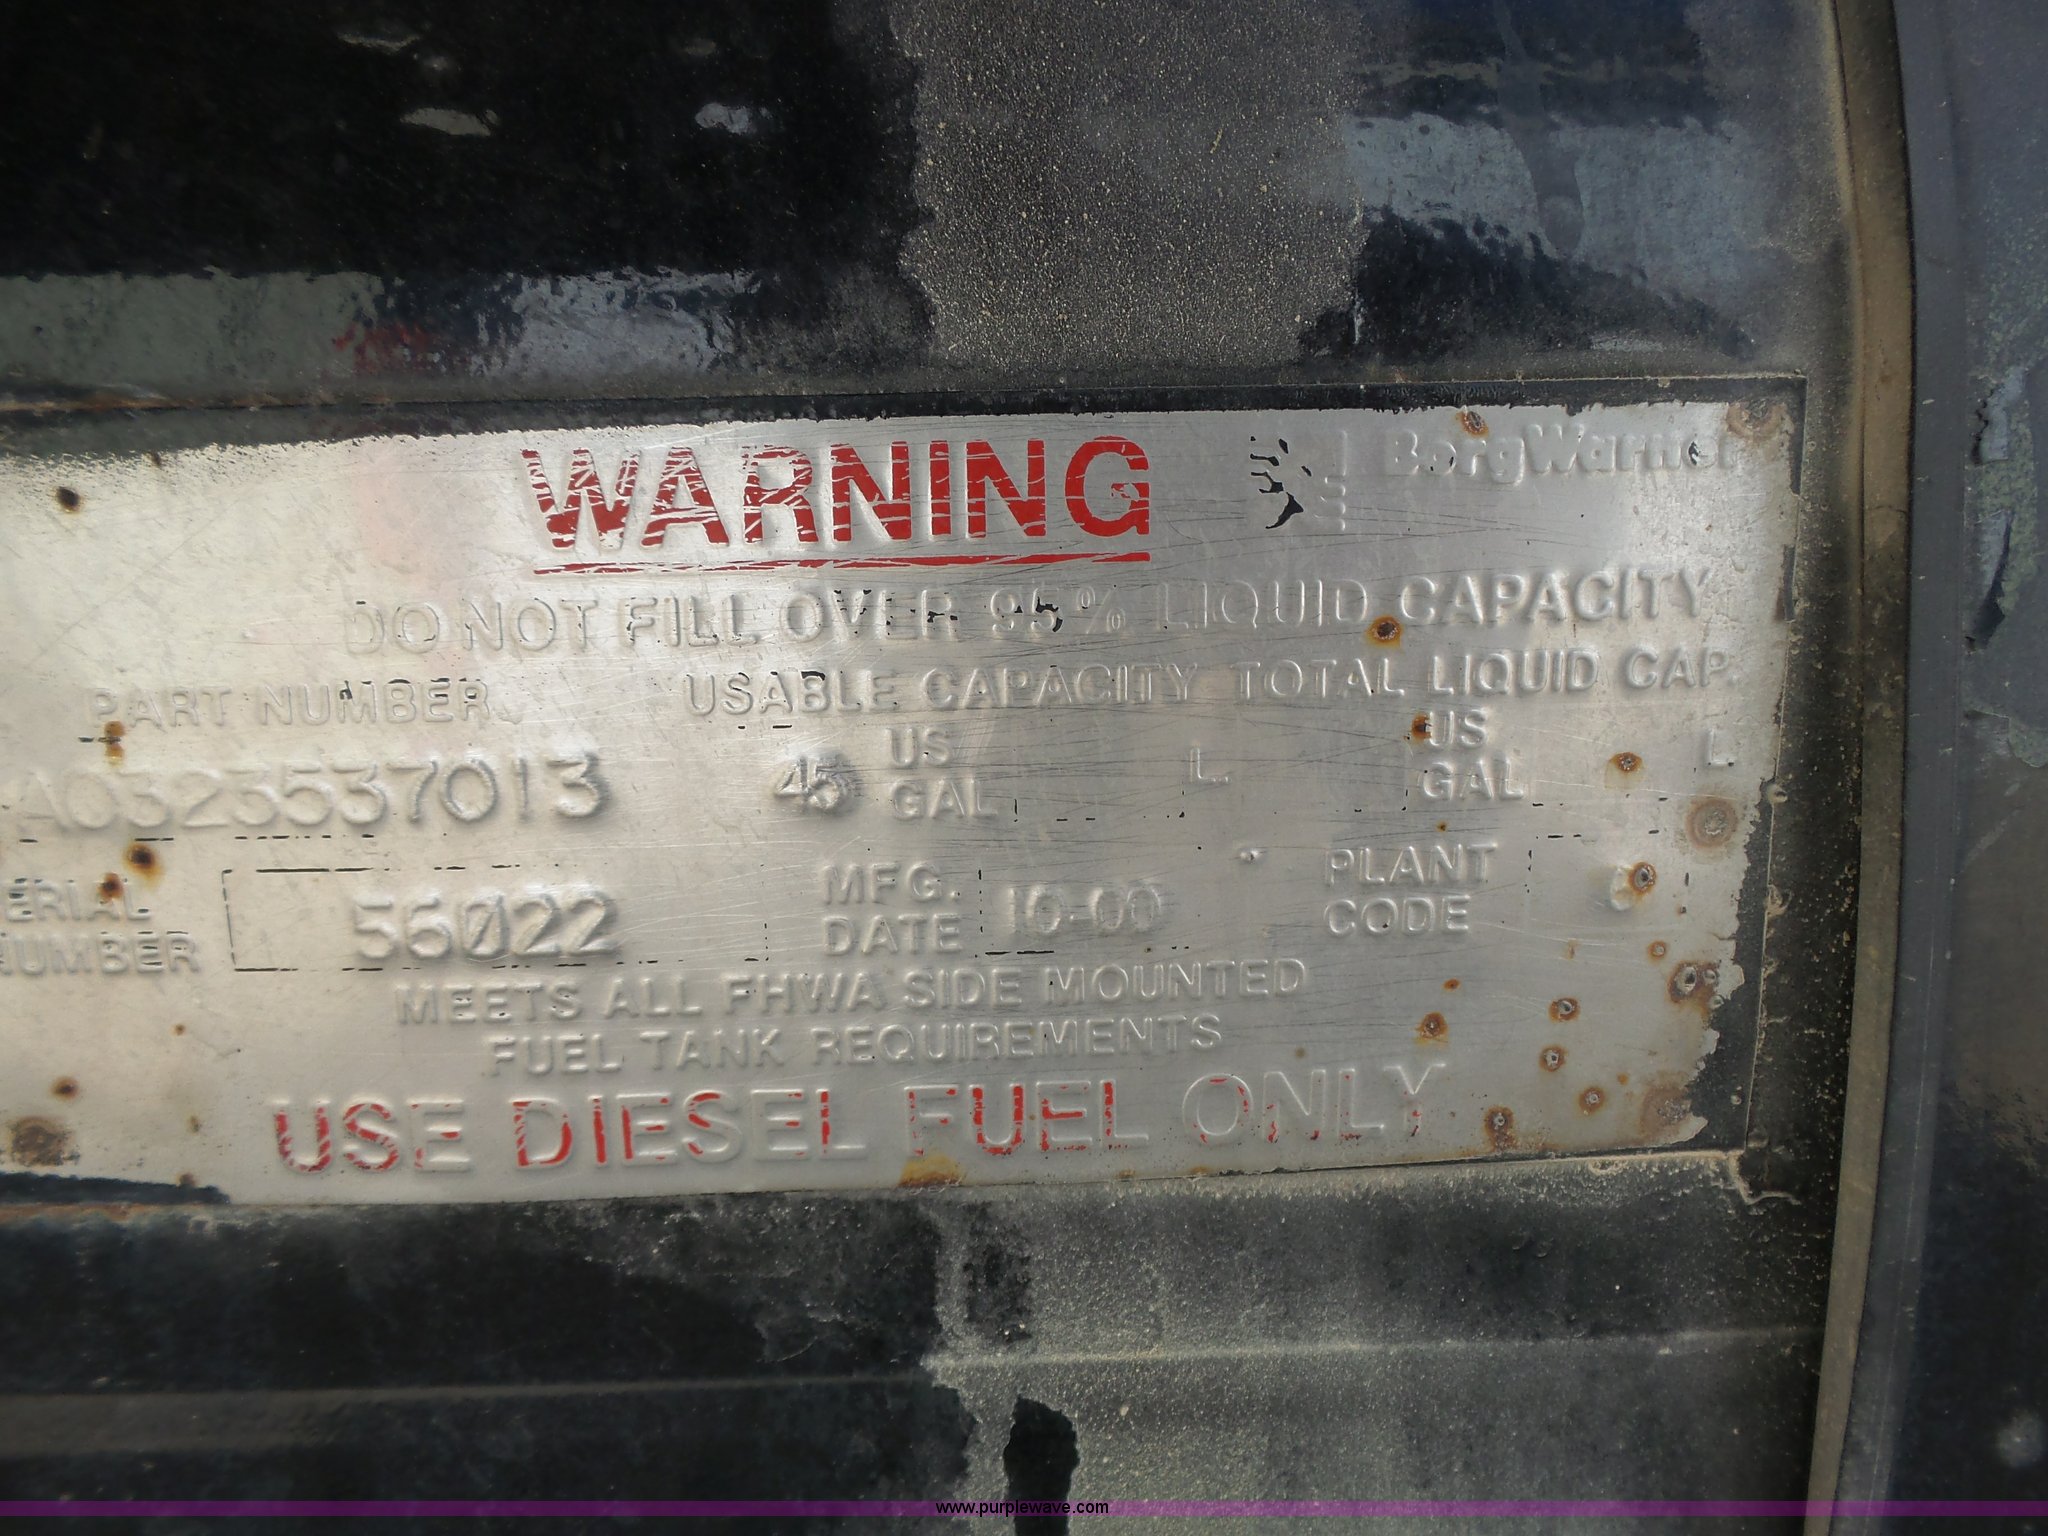 WARNING BorgWarner
DO NOT FILL OVER 95% LIQUID CAPACITY
PART NUMBER USABLE CAPACITY TOTAL LIQUID CAP.
A0323537013 45 US GAL L. US GAL L.
ERIAL NUMBER 56022 MFG. DATE 10-00 PLANT CODE
MEETS ALL FHWA SIDE MOUNTED
FUEL TANK REQUIREMENTS
USE DIESEL FUEL ONLY
www.purplewave.com